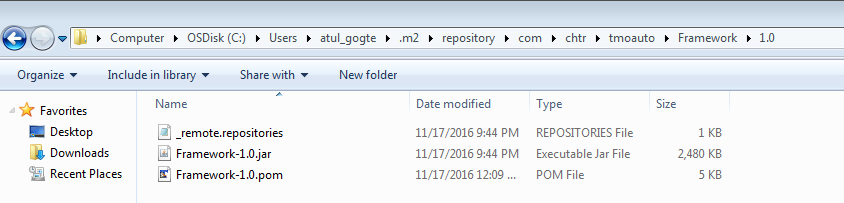 Computer OSDisk (C:) Users atul_gogte .m2 repository com chtr tmoauto Framework 1.0
Organize Include in library Share with New folder
Favorites
Desktop
Downloads
Recent Places
Name Date modified Type Size
_remote.repositories 11/17/2016 9:44 PM REPOSITORIES File 1 KB
Framework-1.0.jar 11/17/2016 9:44 PM Executable Jar File 2,480 KB
Framework-1.0.pom 11/17/2016 12:09 ... POM File 5 KB